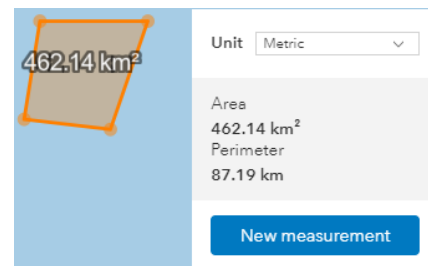 462.14 km²
Unit Metric
Area
462.14 km²
Perimeter
87.19 km
New measurement